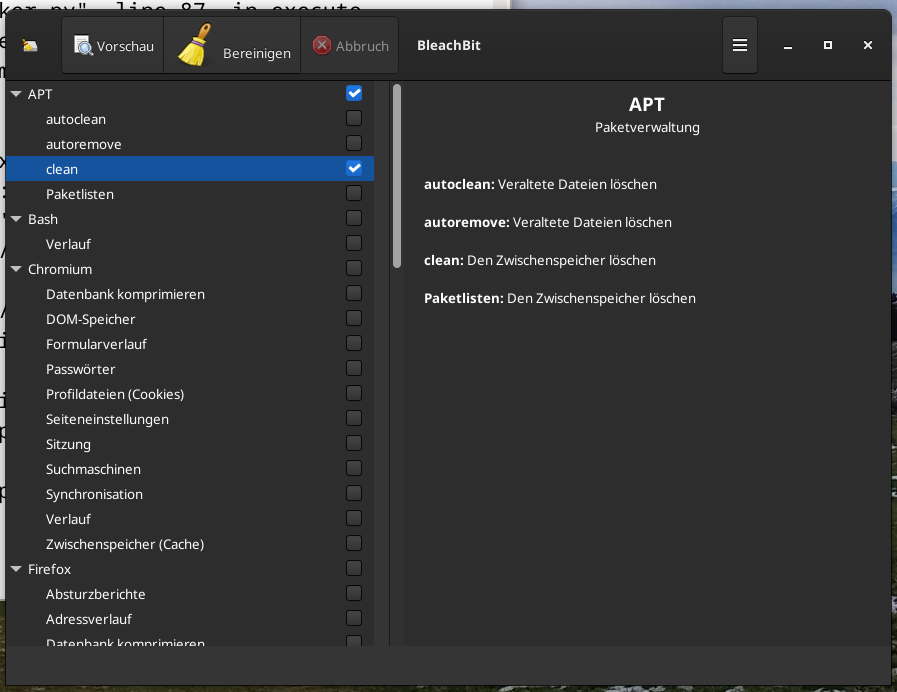 ker.py", line 87, in execute
Vorschau
Bereinigen
Abbruch
BleachBit
APT
autoclean
autoremove
clean
Paketlisten
Bash
Verlauf
Chromium
Datenbank komprimieren
DOM-Speicher
Formularverlauf
Passwörter
Profildateien (Cookies)
Seiteneinstellungen
Sitzung
Suchmaschinen
Synchronisation
Verlauf
Zwischenspeicher (Cache)
Firefox
Absturzberichte
Adressverlauf
Datenbank komprimieren
APT
Paketverwaltung
autoclean: Veraltete Dateien löschen
autoremove: Veraltete Dateien löschen
clean: Den Zwischenspeicher löschen
Paketlisten: Den Zwischenspeicher löschen